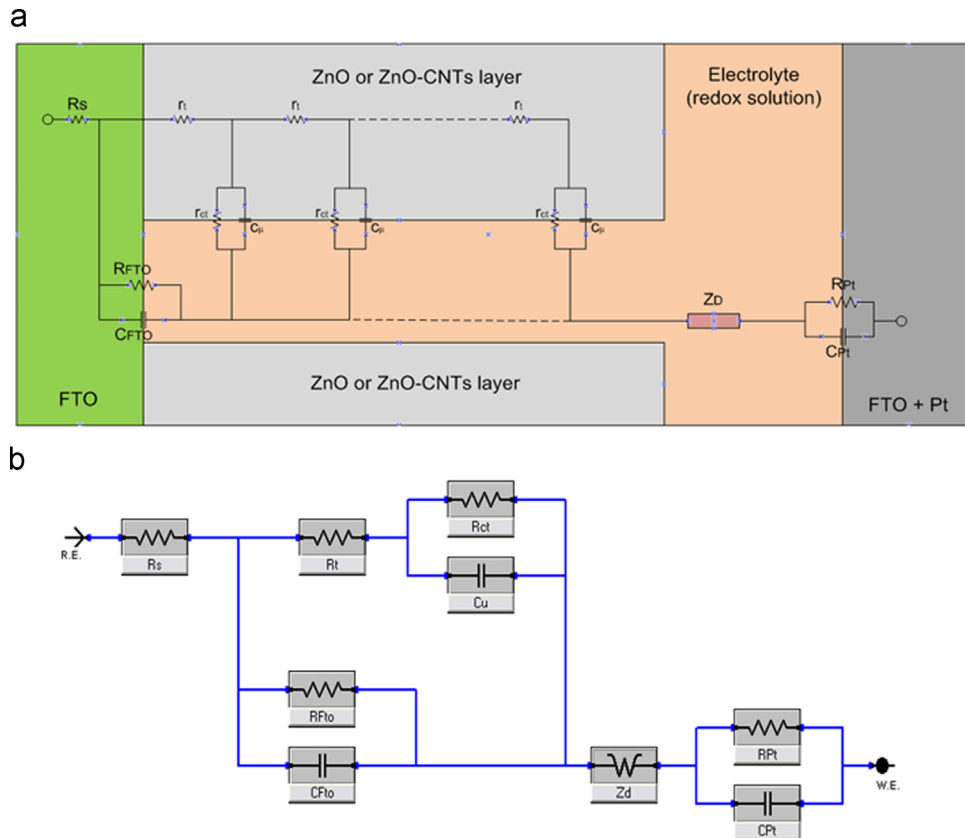 a
ZnO or ZnO-CNTs layer
Electrolyte
(redox solution)
Rs
rt
rt
rt
rct
Cµ
rct
Cµ
rct
Cµ
RFTO
CFTO
ZD
RPt
CPt
ZnO or ZnO-CNTs layer
FTO
FTO + Pt
b
Rct
R.E.
Rs
Rt
Cu
RFto
CFto
Zd
RPt
W.E.
CPt